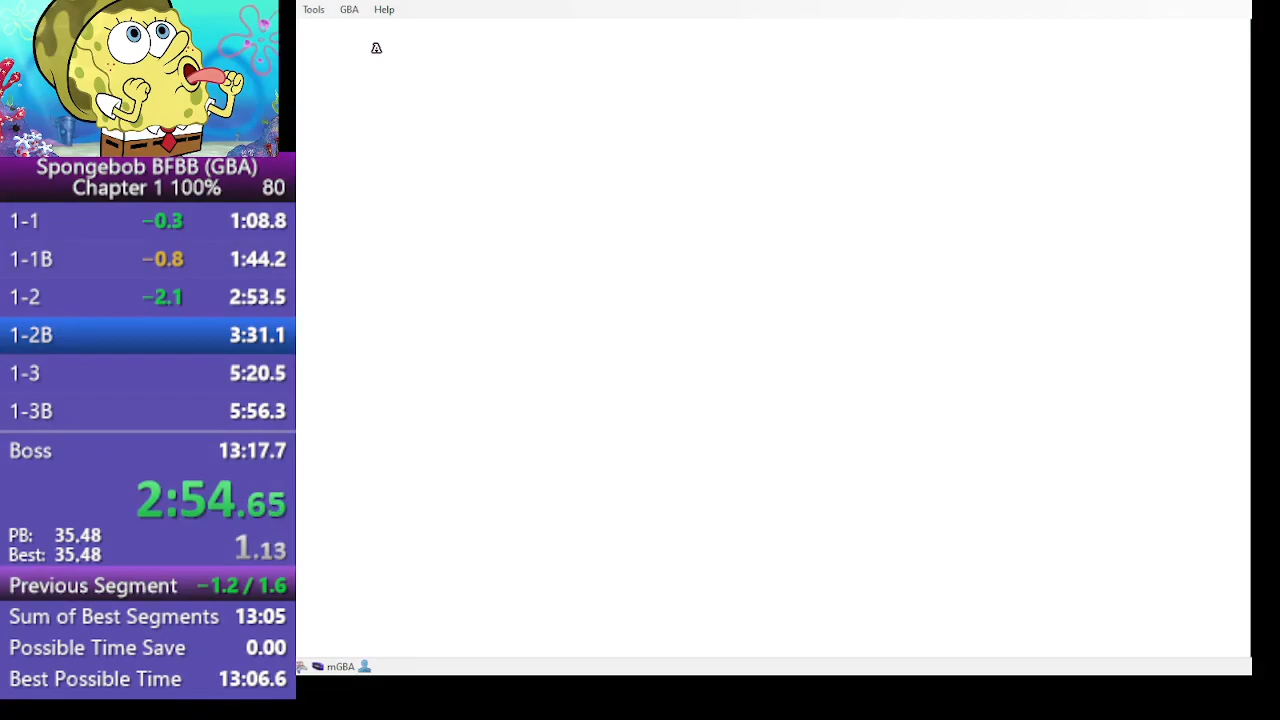 Tools GBA Help
A
Spongebob BFBB (GBA)
Chapter 1 100% 80
1-1 −0.3 1:08.8
1-1B −0.8 1:44.2
1-2 −2.1 2:53.5
1-2B 3:31.1
1-3 5:20.5
1-3B 5:56.3
Boss 13:17.7
2:54.65
PB: 35.48
Best: 35.48 1.13
Previous Segment −1.2 / 1.6
Sum of Best Segments 13:05
Possible Time Save 0.00
Best Possible Time 13:06.6
mGBA